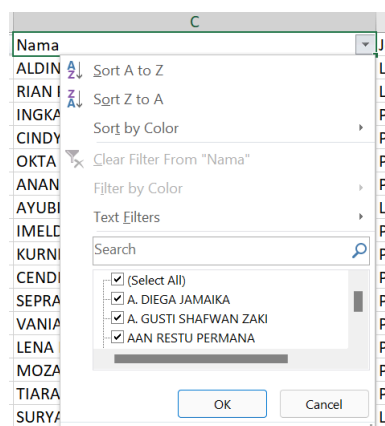 C
Nama
J
ALDIN
RIAN
INGKA
CINDY
OKTA
ANAN
AYUBI
IMELD
KURNI
CENDI
SEPRA
VANIA
LENA
MOZA
TIARA
SURYA
Sort A to Z
Sort Z to A
Sort by Color
Clear Filter From "Nama"
Filter by Color
Text Filters
Search
(Select All)
A. DIEGA JAMAIKA
A. GUSTI SHAFWAN ZAKI
AAN RESTU PERMANA
OK Cancel